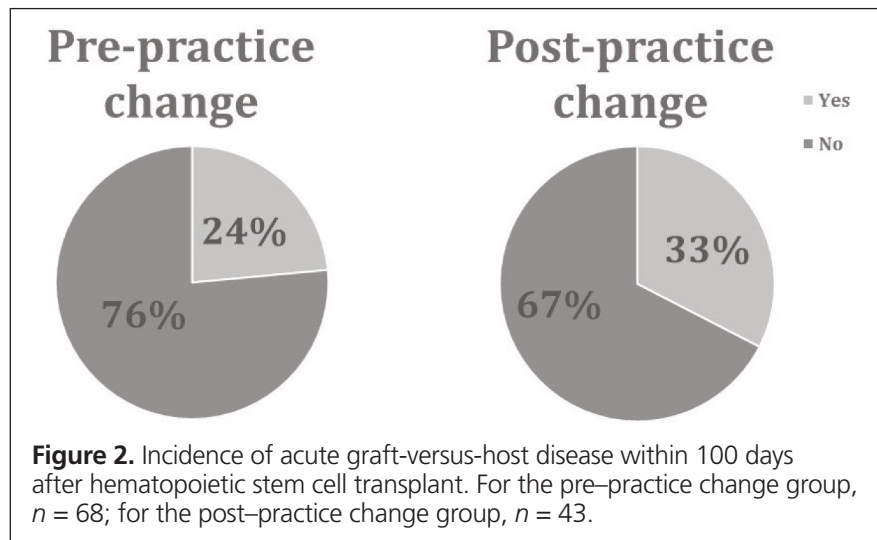 Pre-practice
change
Post-practice
change
Yes
No
24%
76%
33%
67%
Figure 2. Incidence of acute graft-versus-host disease within 100 days
after hematopoietic stem cell transplant. For the pre–practice change group,
n = 68; for the post–practice change group, n = 43.